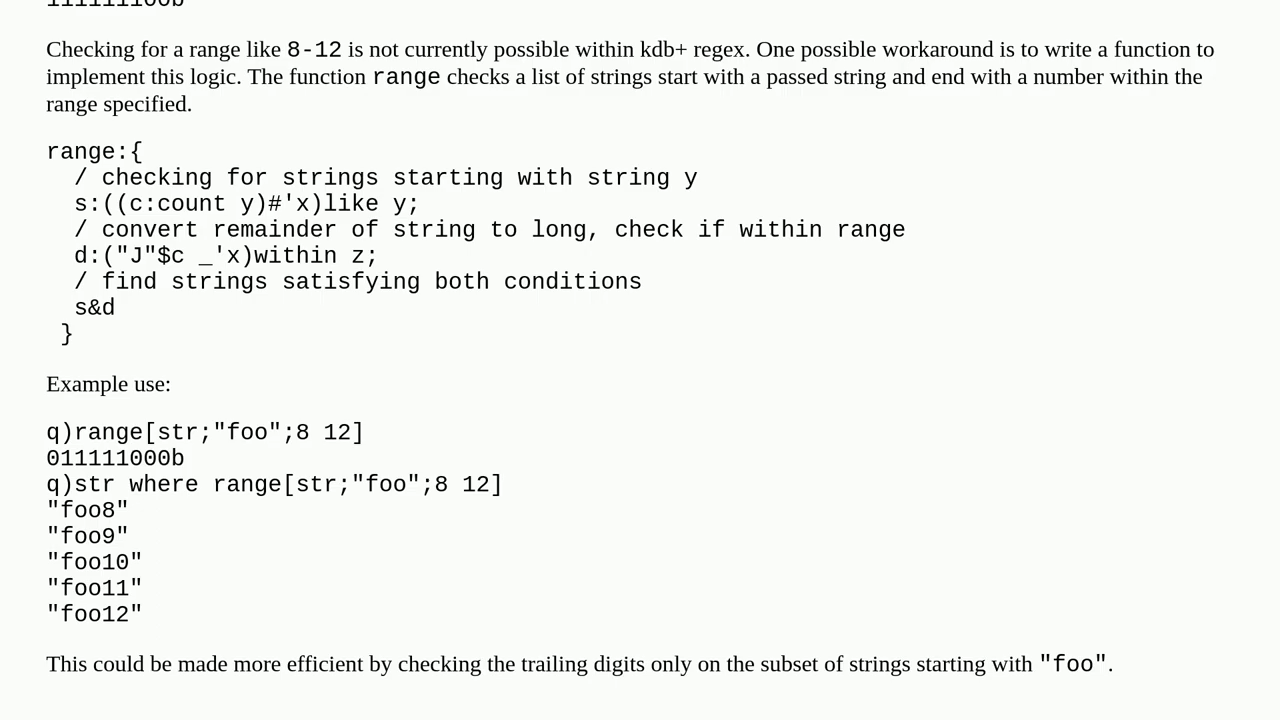 111111100b
Checking for a range like 8-12 is not currently possible within kdb+ regex. One possible workaround is to write a function to
implement this logic. The function range checks a list of strings start with a passed string and end with a number within the
range specified.
range:{
  / checking for strings starting with string y
  s:((c:count y)#'x)like y;
  / convert remainder of string to long, check if within range
  d:("J"$c _'x)within z;
  / find strings satisfying both conditions
  s&d
 }
Example use:
q)range[str;"foo";8 12]
011111000b
q)str where range[str;"foo";8 12]
"foo8"
"foo9"
"foo10"
"foo11"
"foo12"
This could be made more efficient by checking the trailing digits only on the subset of strings starting with "foo".